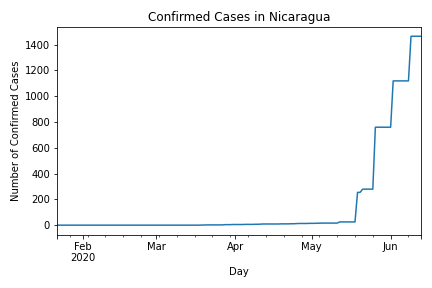 Confirmed Cases in Nicaragua
Number of Confirmed Cases
1400
1200
1000
800
600
400
200
0
Feb
2020
Mar
Apr
May
Jun
Day